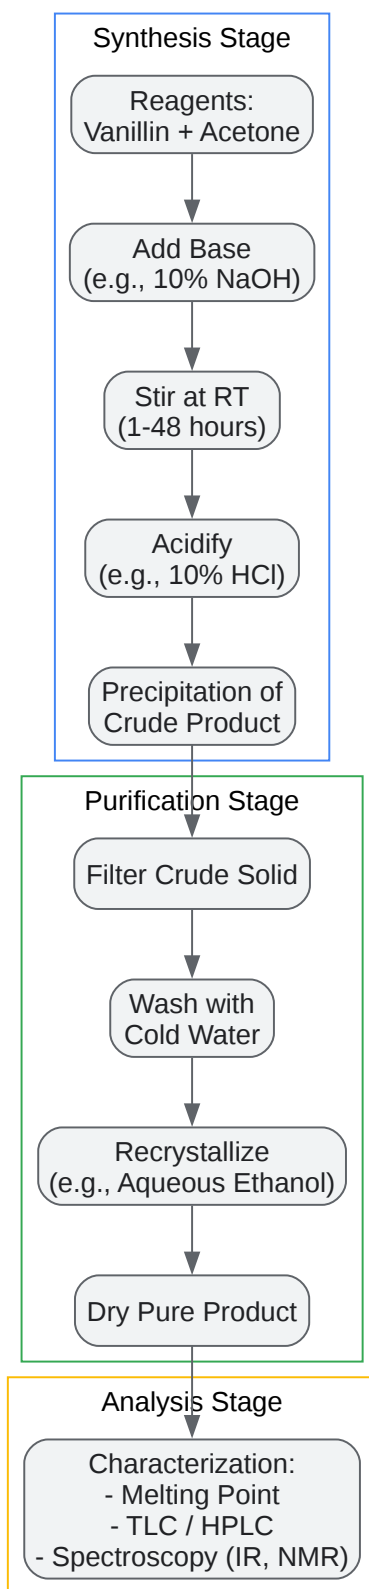 Synthesis Stage
Reagents:
Vanillin + Acetone
Add Base
(e.g., 10% NaOH)
Stir at RT
(1-48 hours)
Acidify
(e.g., 10% HCl)
Precipitation of
Crude Product
Purification Stage
Filter Crude Solid
Wash with
Cold Water
Recrystallize
(e.g., Aqueous Ethanol)
Dry Pure Product
Analysis Stage
Characterization:
- Melting Point
- TLC / HPLC
- Spectroscopy (IR, NMR)